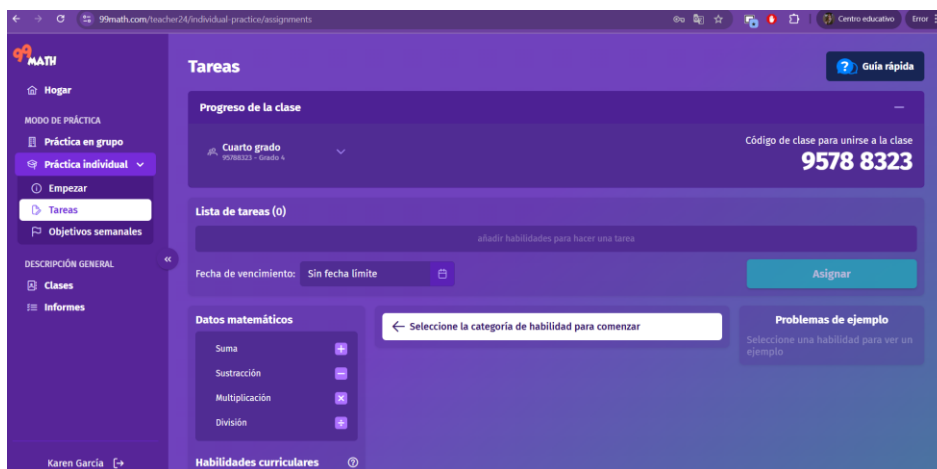 99math.com/teacher24/individual-practice/assignments
Centro educativo
Error
99
MATH
Hogar
MODO DE PRÁCTICA
Práctica en grupo
Práctica individual
Empezar
Tareas
Objetivos semanales
DESCRIPCIÓN GENERAL
Clases
Informes
Karen García
Tareas
Guía rápida
Progreso de la clase
Cuarto grado
95788323 - Grado 4
Código de clase para unirse a la clase
9578 8323
Lista de tareas (0)
añadir habilidades para hacer una tarea
Fecha de vencimiento: Sin fecha límite
Asignar
Datos matemáticos
Suma
Sustracción
Multiplicación
División
Habilidades curriculares
Seleccione la categoría de habilidad para comenzar
Problemas de ejemplo
Seleccione una habilidad para ver un
ejemplo